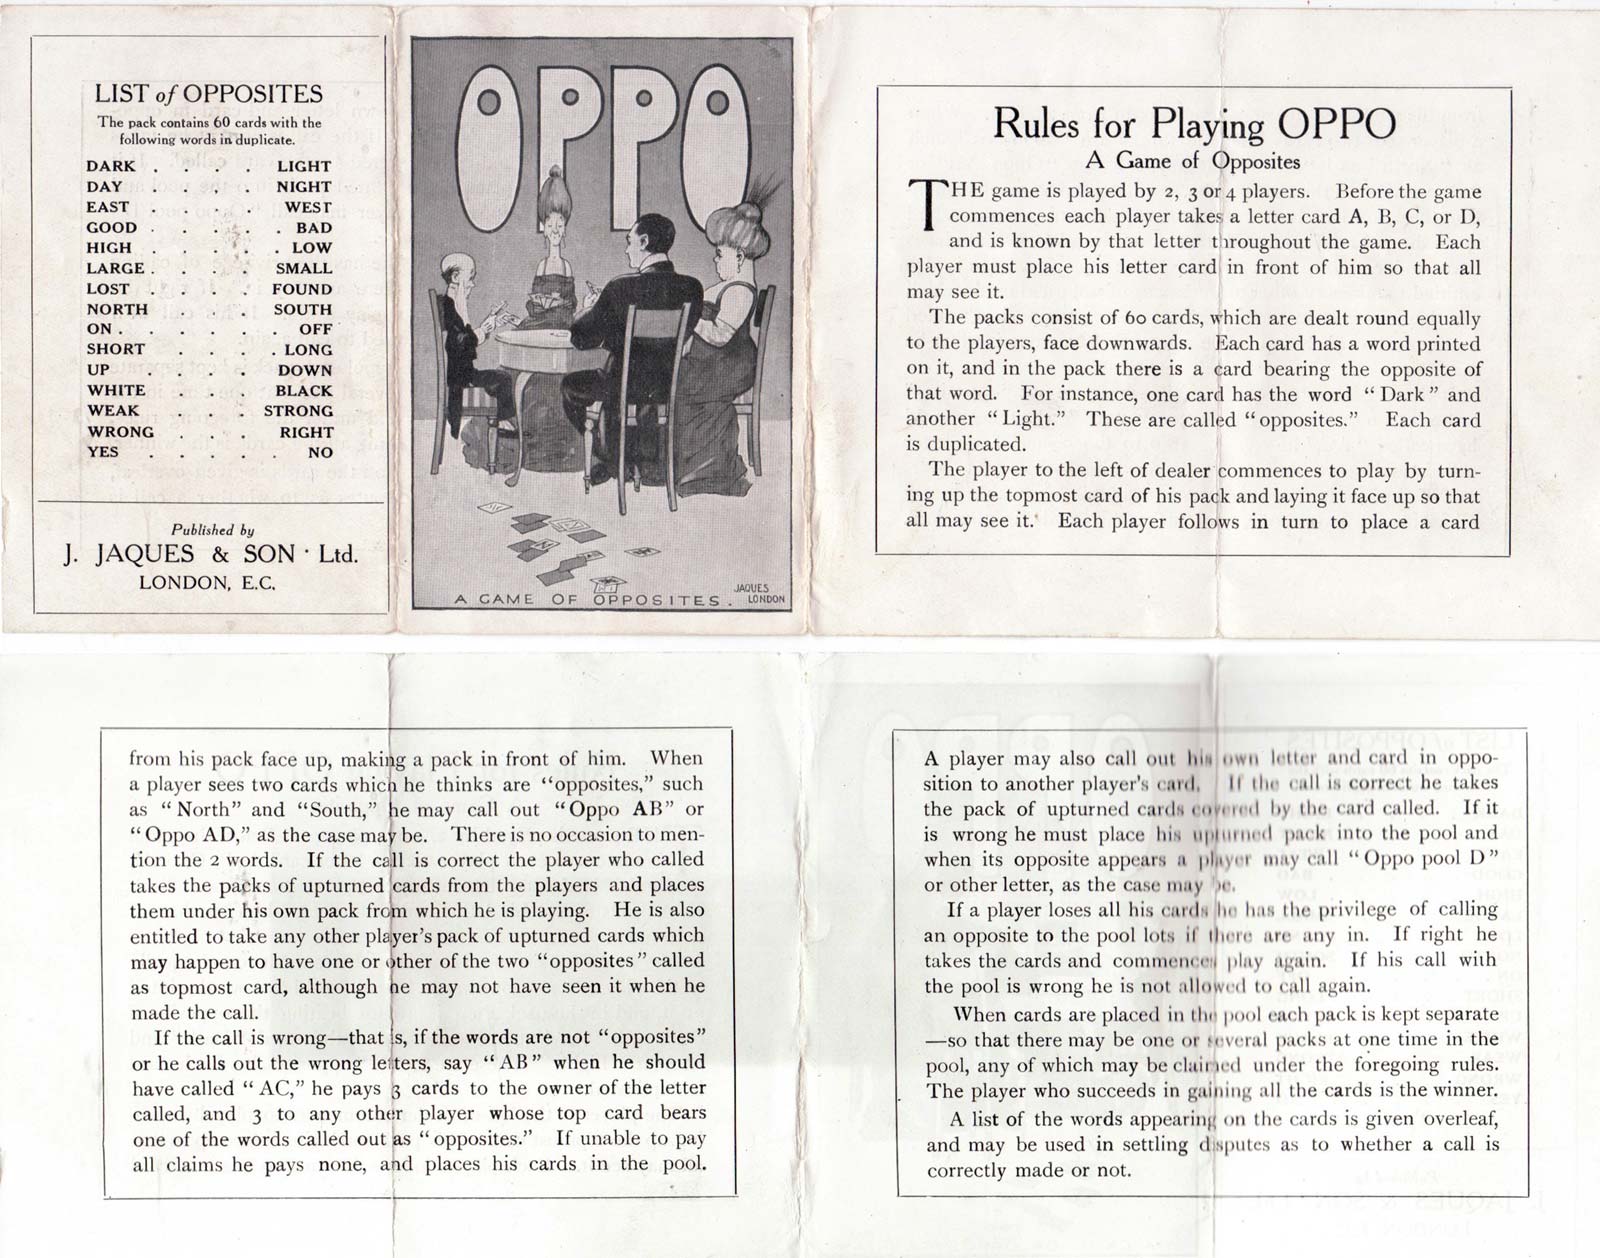 LIST of OPPOSITES
The pack contains 60 cards with the
following words in duplicate.
DARK . . . . LIGHT
DAY . . . . NIGHT
EAST . . . . WEST
GOOD . . . . . BAD
HIGH . . . . . LOW
LARGE . . . . SMALL
LOST . . . . FOUND
NORTH . . . SOUTH
ON . . . . . . OFF
SHORT . . . . LONG
UP . . . . DOWN
WHITE . . . BLACK
WEAK . . . STRONG
WRONG . . . RIGHT
YES . . . . . NO
Published by
J. JAQUES & SON · Ltd.
LONDON, E.C.
OPPO
JAQUES
LONDON
A GAME OF OPPOSITES.
Rules for Playing OPPO
A Game of Opposites
THE game is played by 2, 3 or 4 players. Before the game
commences each player takes a letter card A, B, C, or D,
and is known by that letter throughout the game. Each
player must place his letter card in front of him so that all
may see it.
The packs consist of 60 cards, which are dealt round equally
to the players, face downwards. Each card has a word printed
on it, and in the pack there is a card bearing the opposite of
that word. For instance, one card has the word “Dark” and
another “Light.” These are called “opposites.” Each card
is duplicated.
The player to the left of dealer commences to play by turn-
ing up the topmost card of his pack and laying it face up so that
all may see it. Each player follows in turn to place a card
from his pack face up, making a pack in front of him. When
a player sees two cards which he thinks are “opposites,” such
as “North” and “South,” he may call out “Oppo AB” or
“Oppo AD,” as the case may be. There is no occasion to men-
tion the 2 words. If the call is correct the player who called
takes the packs of upturned cards from the players and places
them under his own pack from which he is playing. He is also
entitled to take any other player’s pack of upturned cards which
may happen to have one or other of the two “opposites” called
as topmost card, although he may not have seen it when he
made the call.
If the call is wrong—that is, if the words are not “opposites”
or he calls out the wrong letters, say “AB” when he should
have called “AC,” he pays 3 cards to the owner of the letter
called, and 3 to any other player whose top card bears
one of the words called out as “opposites.” If unable to pay
all claims he pays none, and places his cards in the pool.
A player may also call out his own letter and card in oppo-
sition to another player’s card. If the call is correct he takes
the pack of upturned cards covered by the card called. If it
is wrong he must place his upturned pack into the pool and
when its opposite appears a player may call “Oppo pool D”
or other letter, as the case may be.
If a player loses all his cards he has the privilege of calling
an opposite to the pool lots if there are any in. If right he
takes the cards and commences play again. If his call with
the pool is wrong he is not allowed to call again.
When cards are placed in the pool each pack is kept separate
—so that there may be one or several packs at one time in the
pool, any of which may be claimed under the foregoing rules.
The player who succeeds in gaining all the cards is the winner.
A list of the words appearing on the cards is given overleaf,
and may be used in settling disputes as to whether a call is
correctly made or not.